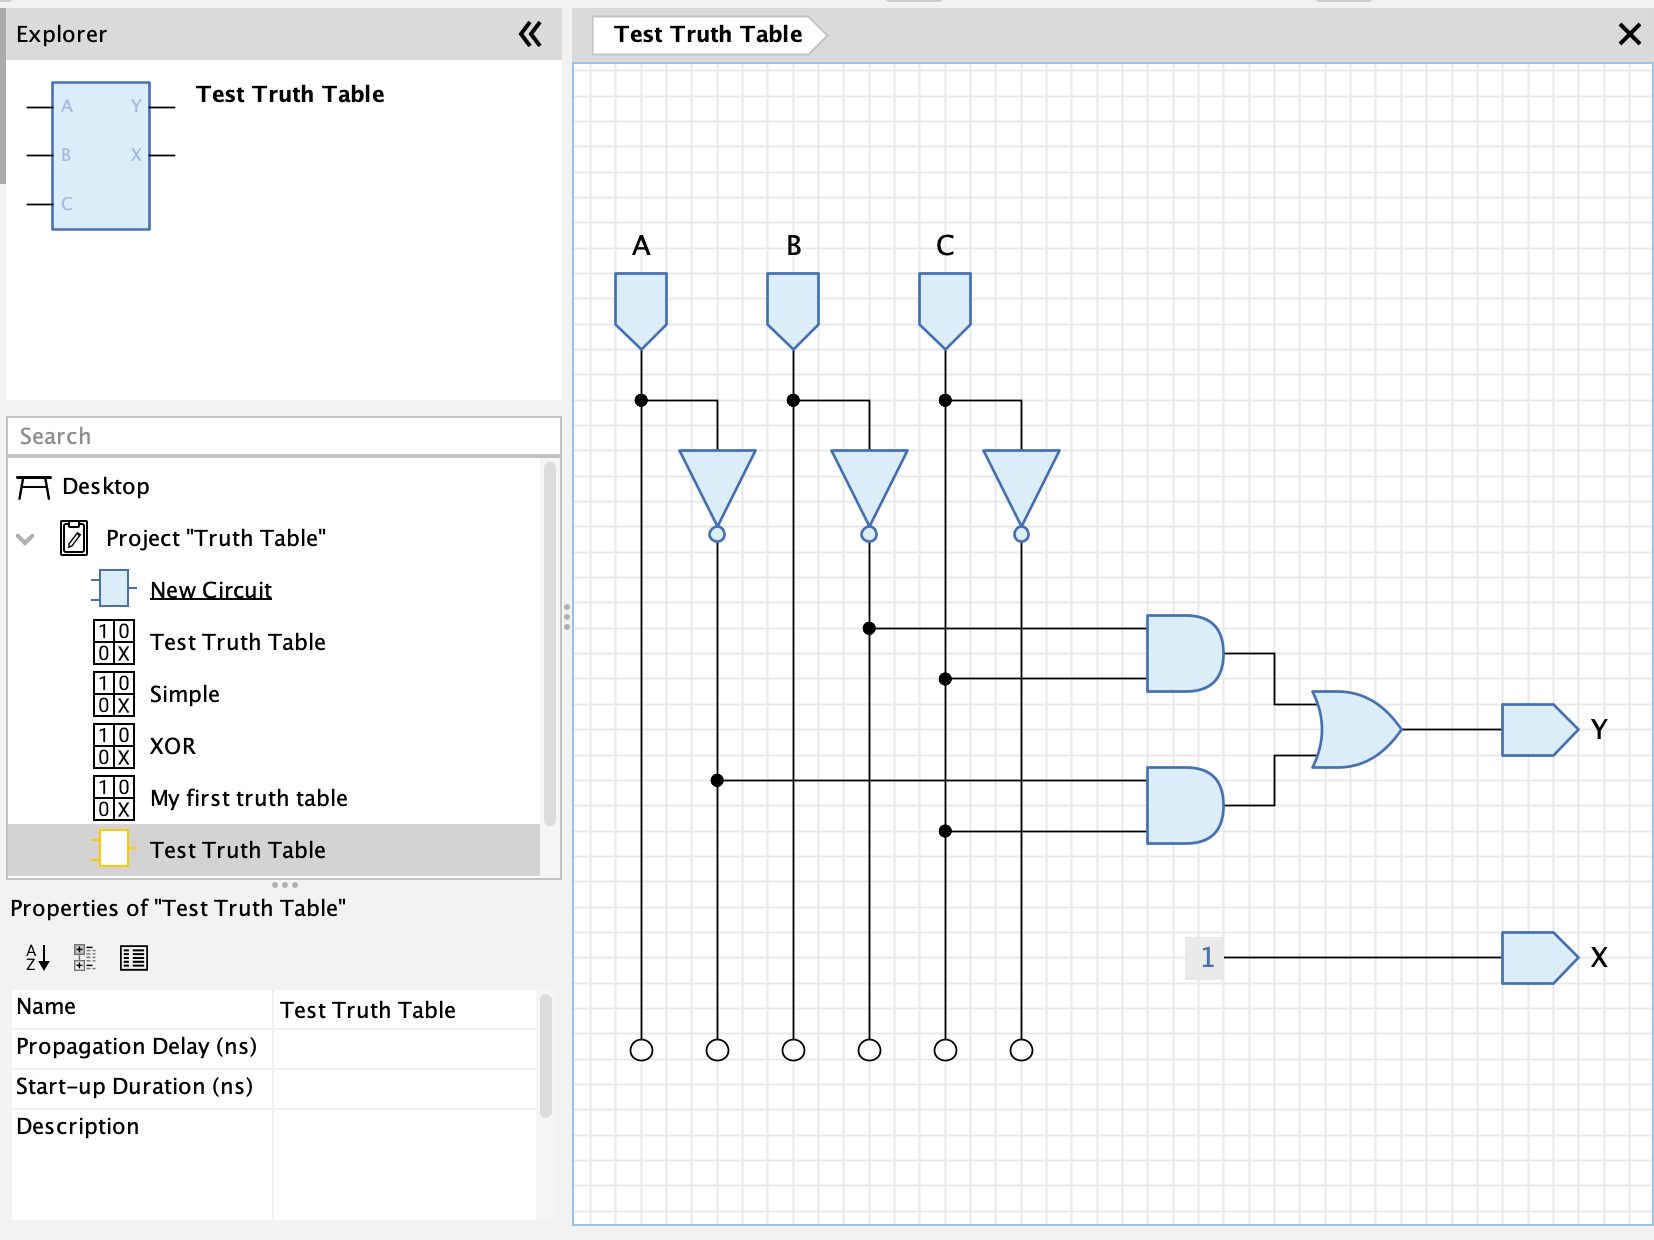 Explorer
Test Truth Table
A Y
B X
C
Search
Desktop
Project "Truth Table"
New Circuit
1 0
0 X
Test Truth Table
1 0
0 X
Simple
1 0
0 X
XOR
1 0
0 X
My first truth table
Test Truth Table
Properties of "Test Truth Table"
A
Z
Name Test Truth Table
Propagation Delay (ns)
Start-up Duration (ns)
Description
Test Truth Table
A B C
Y
1 X